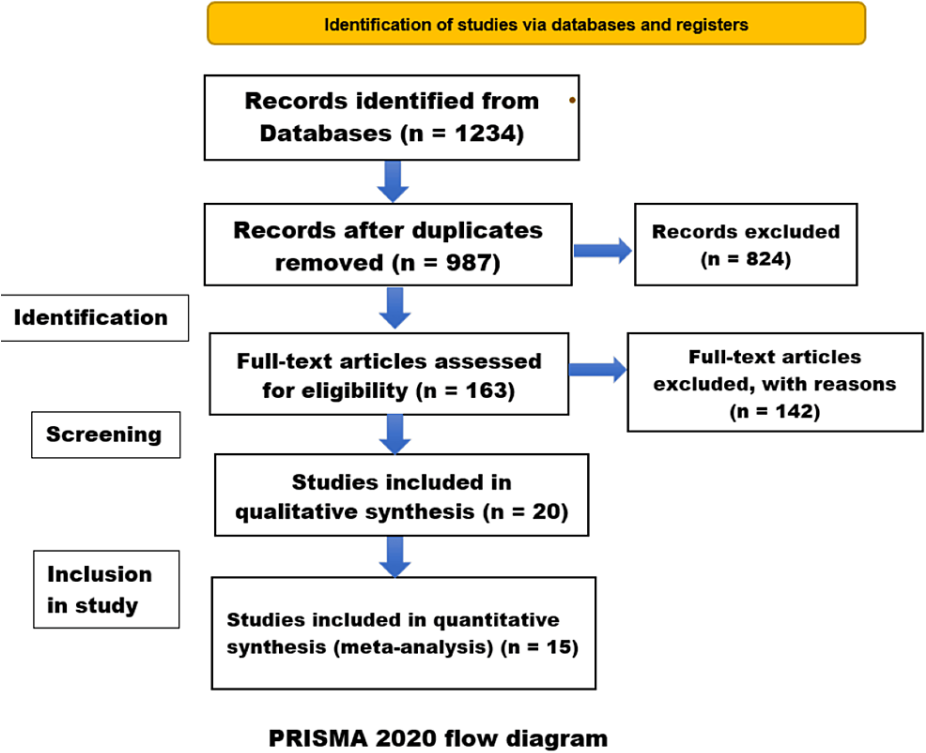 Identification of studies via databases and registers
Records identified from
Databases (n = 1234)
Records after duplicates
removed (n = 987)
Records excluded
(n = 824)
Identification
Full-text articles assessed
for eligibility (n = 163)
Full-text articles
excluded, with reasons
(n = 142)
Screening
Studies included in
qualitative synthesis (n = 20)
Inclusion
in study
Studies included in quantitative
synthesis (meta-analysis) (n = 15)
PRISMA 2020 flow diagram